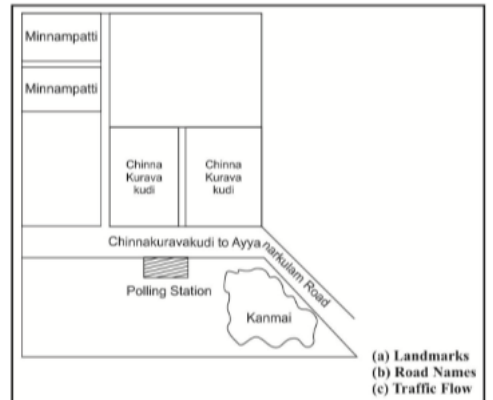 Minnampatti
Minnampatti
Chinna
Kurava
kudi
Chinna
Kurava
kudi
Chinnakuravakudi to Ayyanarkulam Road
Polling Station
Kanmai
(a) Landmarks
(b) Road Names
(c) Traffic Flow